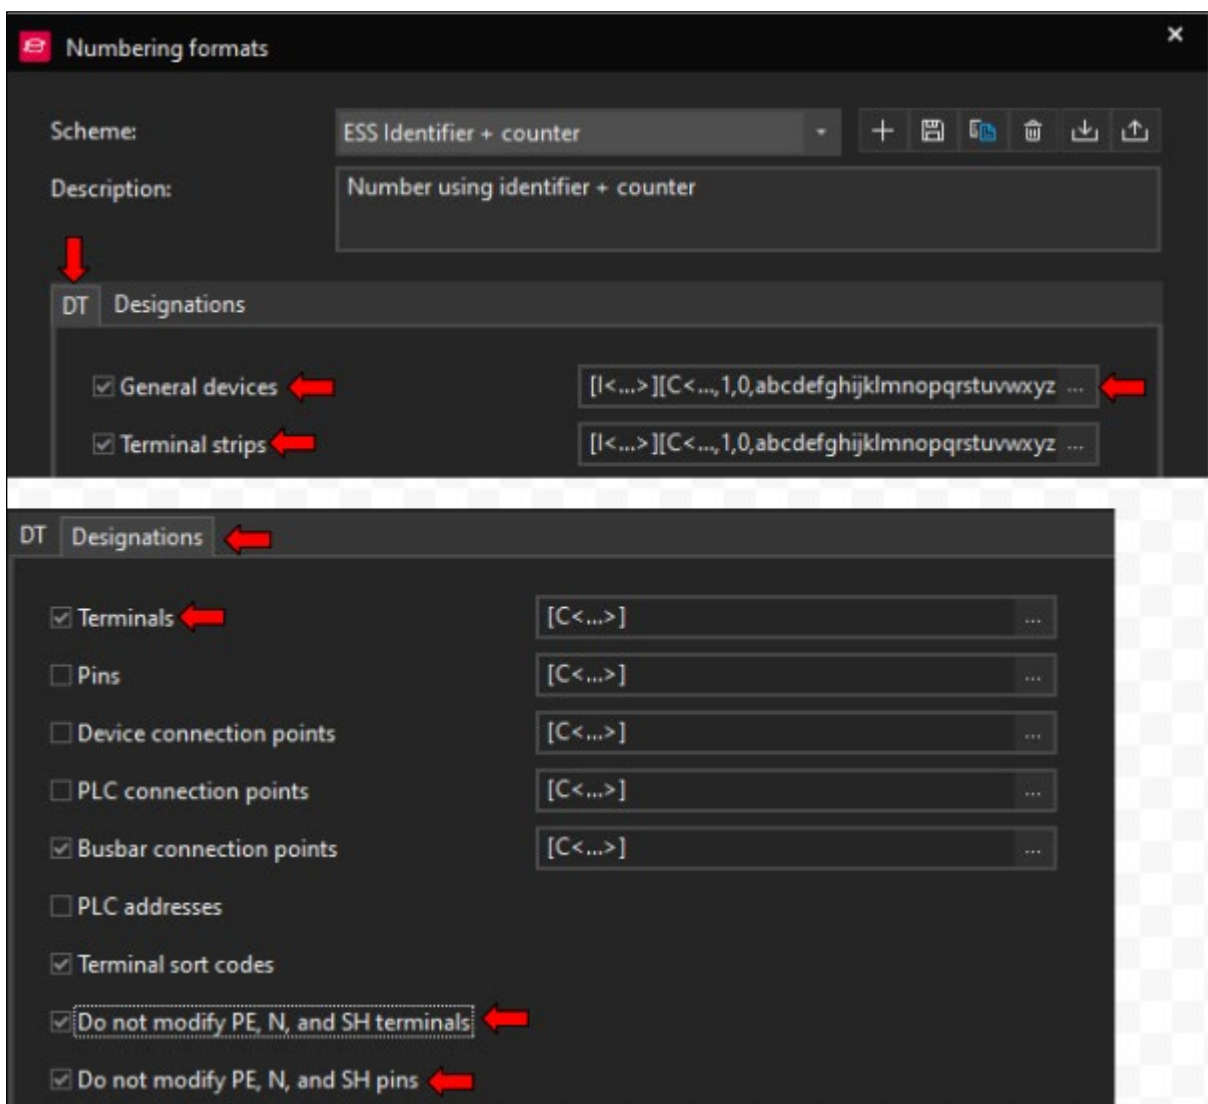 Numbering formats
Scheme: ESS Identifier + counter
Description: Number using identifier + counter
DT Designations
General devices [I<...>][C<...,1,0,abcdefghijklmnopqrstuvwxyz ...
Terminal strips [I<...>][C<...,1,0,abcdefghijklmnopqrstuvwxyz ...
DT Designations
Terminals [C<...>] ...
Pins [C<...>] ...
Device connection points [C<...>] ...
PLC connection points [C<...>] ...
Busbar connection points [C<...>] ...
PLC addresses
Terminal sort codes
Do not modify PE, N, and SH terminals
Do not modify PE, N, and SH pins